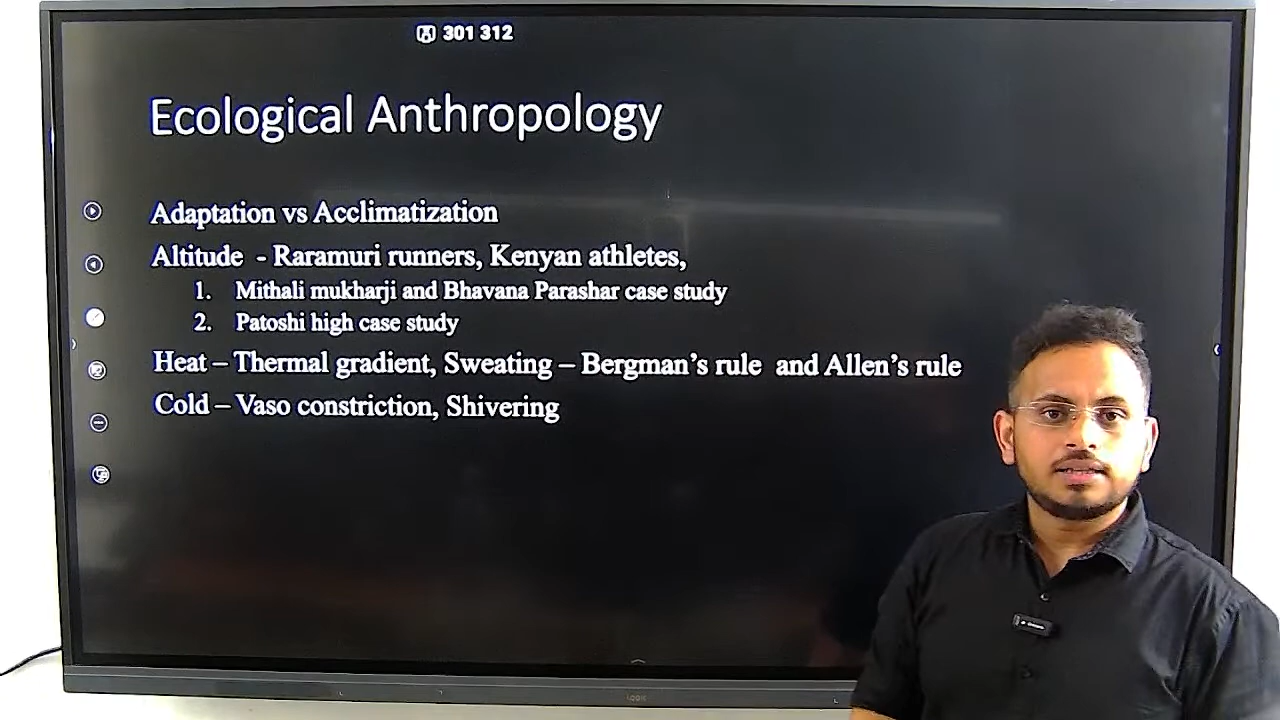 301 312
Ecological Anthropology
Adaptation vs Acclimatization
Altitude - Raramuri runners, Kenyan athletes,
1. Mithali mukharji and Bhavana Parashar case study
2. Patoshi high case study
Heat – Thermal gradient, Sweating – Bergman's rule and Allen's rule
Cold – Vaso constriction, Shivering